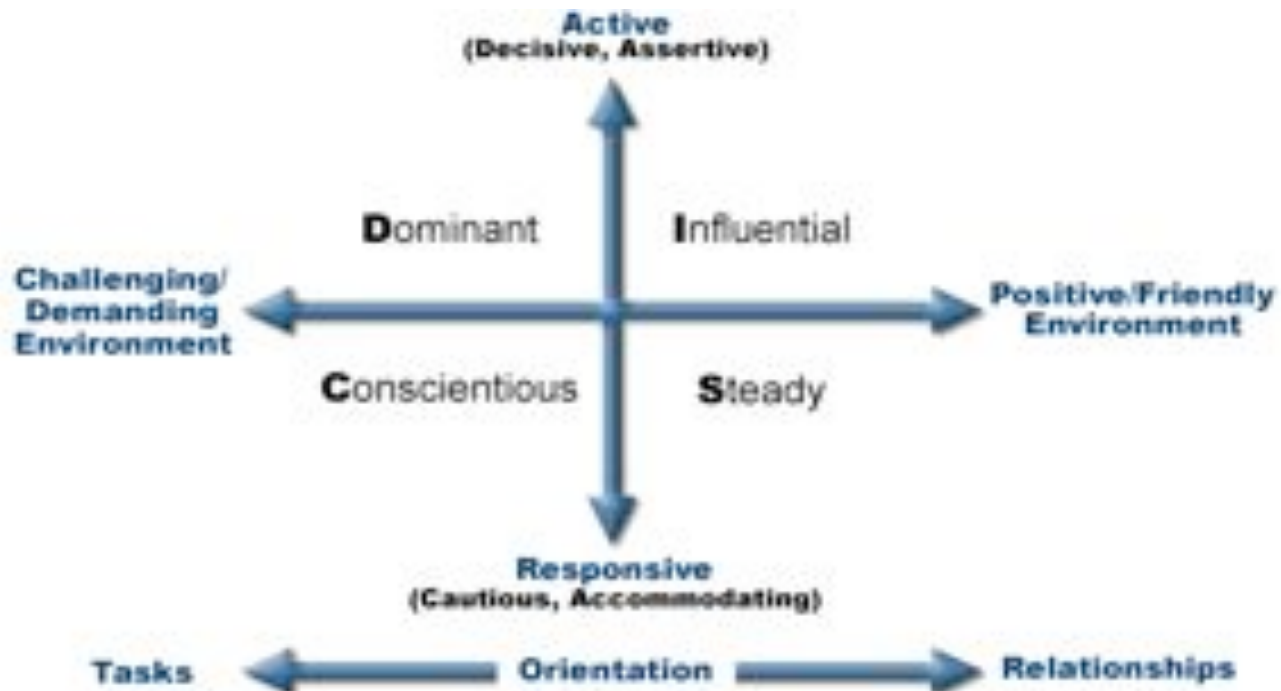 Active
(Decisive, Assertive)
Dominant
Influential
Challenging/
Demanding
Environment
Positive/Friendly
Environment
Conscientious
Steady
Responsive
(Cautious, Accommodating)
Tasks
Orientation
Relationships